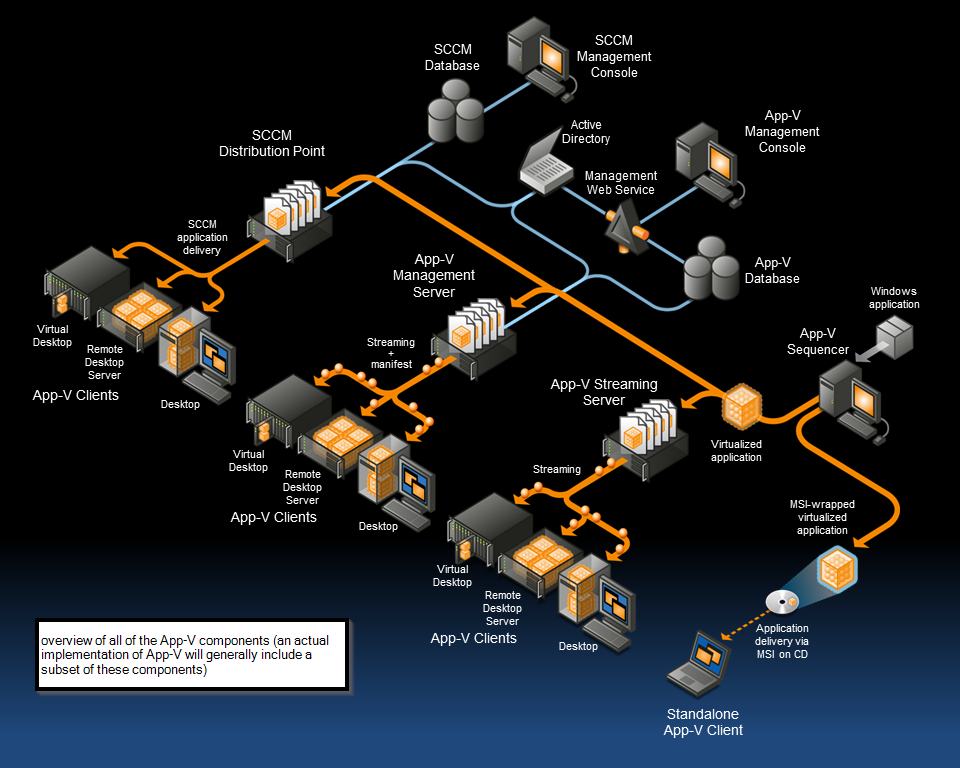 SCCM
Management
Console
SCCM
Database
App-V
Management
Console
Active
Directory
SCCM
Distribution Point
Management
Web Service
SCCM
application
delivery
App-V
Management
Server
App-V
Database
Windows
application
App-V
Sequencer
Virtual
Desktop
Remote
Desktop
Server
App-V Clients
Desktop
Streaming
+
manifest
App-V Streaming
Server
Virtualized
application
Virtual
Desktop
Remote
Desktop
Server
App-V Clients
Desktop
Streaming
MSI-wrapped
virtualized
application
Virtual
Desktop
Remote
Desktop
Server
App-V Clients
Desktop
Application
delivery via
MSI on CD
Standalone
App-V Client
overview of all of the App-V components (an actual
implementation of App-V will generally include a
subset of these components)